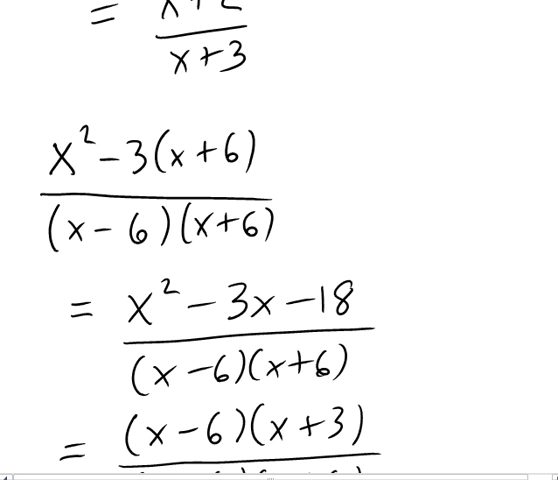 =
x+3
x² - 3(x+6)
(x-6)(x+6)
= x² - 3x - 18
(x-6)(x+6)
= (x-6)(x+3)